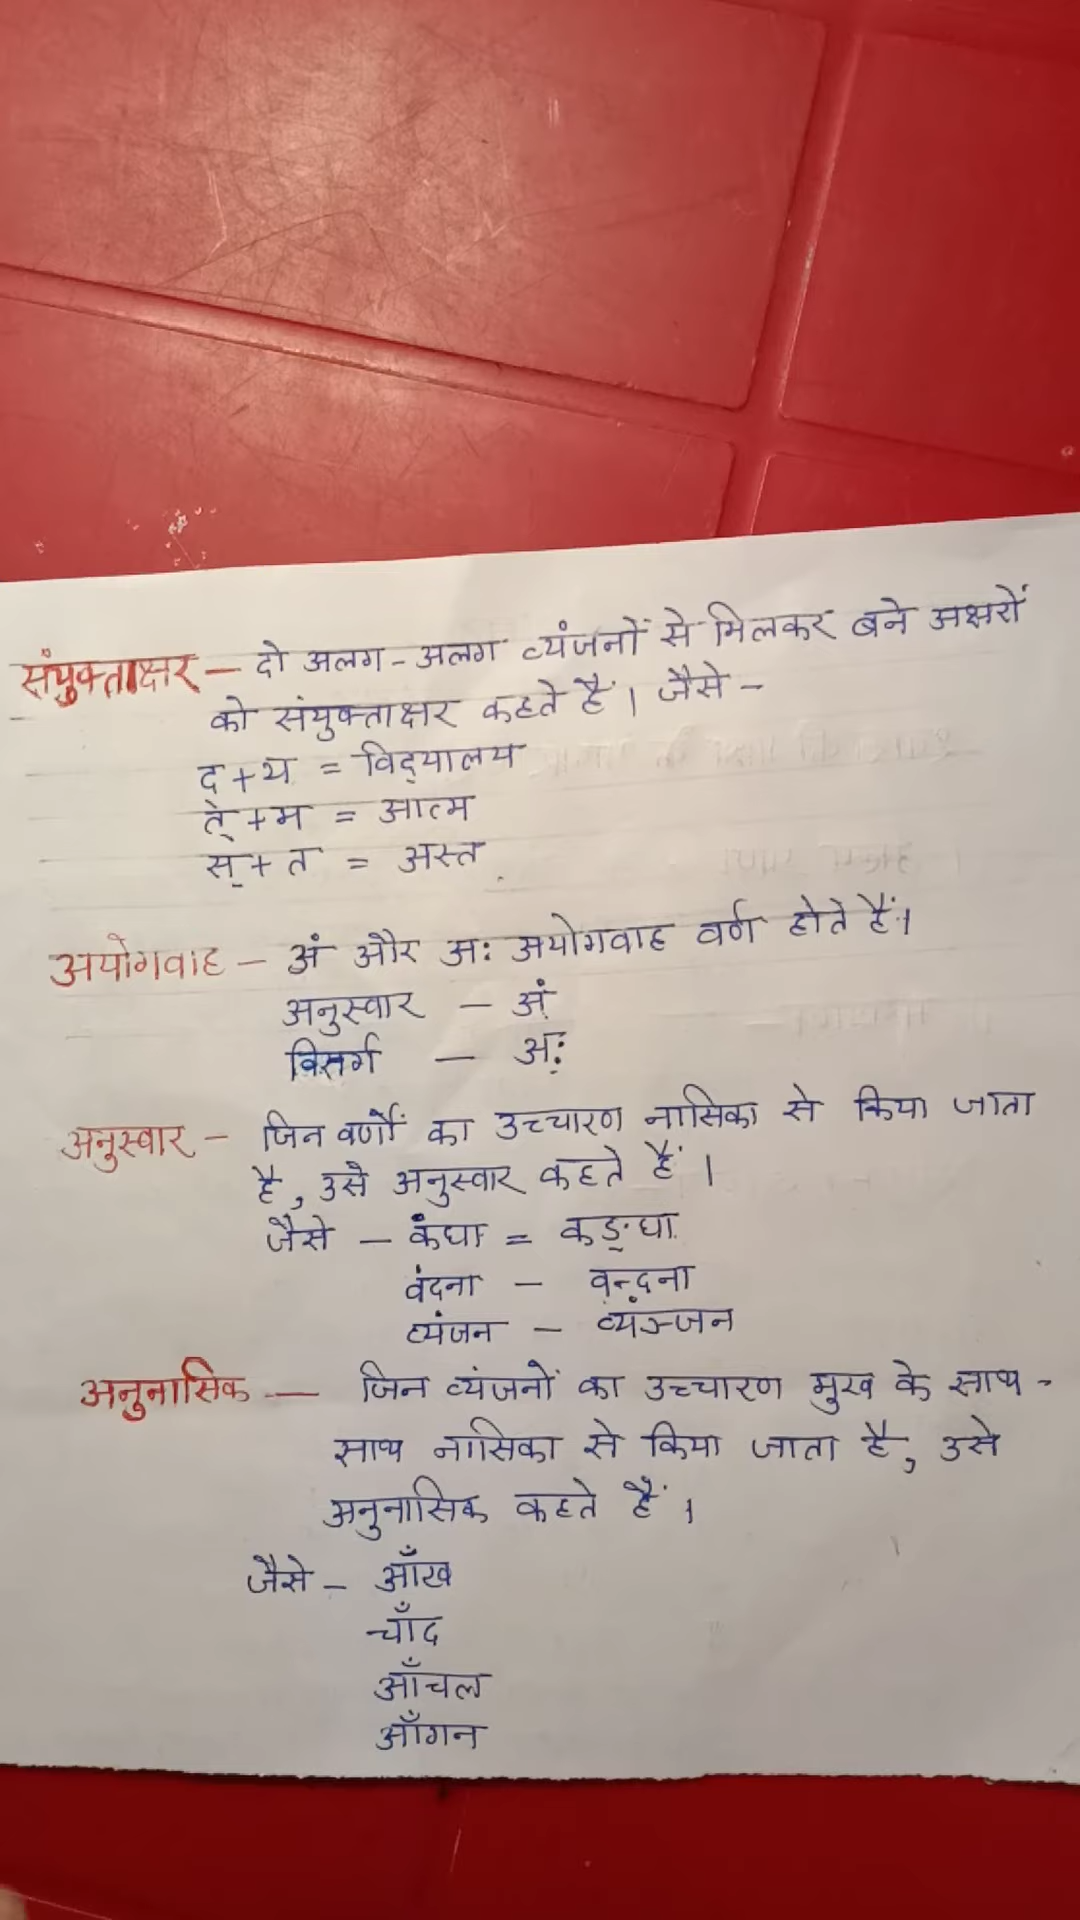 संयुक्ताक्षर – दो अलग-अलग व्यंजनों से मिलकर बने अक्षरों
को संयुक्ताक्षर कहते हैं। जैसे –
द्+य = विद्यालय
त्+म = आत्म
स्+त = अस्त
अयोगवाह – अं और अः अयोगवाह वर्ण होते हैं।
अनुस्वार – अं
विसर्ग – अः
अनुस्वार – जिन वर्णों का उच्चारण नासिका से किया जाता
है, उसे अनुस्वार कहते हैं।
जैसे – कंघा = कङ्घा
वंदना – वन्दना
व्यंजन – व्यंञ्जन
अनुनासिक – जिन व्यंजनों का उच्चारण मुख के साथ -
साथ नासिका से किया जाता है, उसे
अनुनासिक कहते हैं।
जैसे – आँख
चाँद
आँचल
आँगन